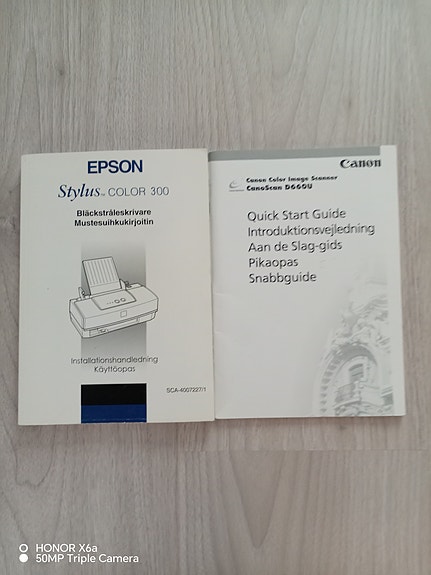 EPSON
Stylus™ COLOR 300
Bläckstråleskrivare
Mustesuihkukirjoitin
Installationshandledning
Käyttöopas
SCA-4007227/1
Canon
Canon Color Image Scanner
CanoScan D660U
Quick Start Guide
Introduktionsvejledning
Aan de Slag-gids
Pikaopas
Snabbguide
HONOR X6a
50MP Triple Camera